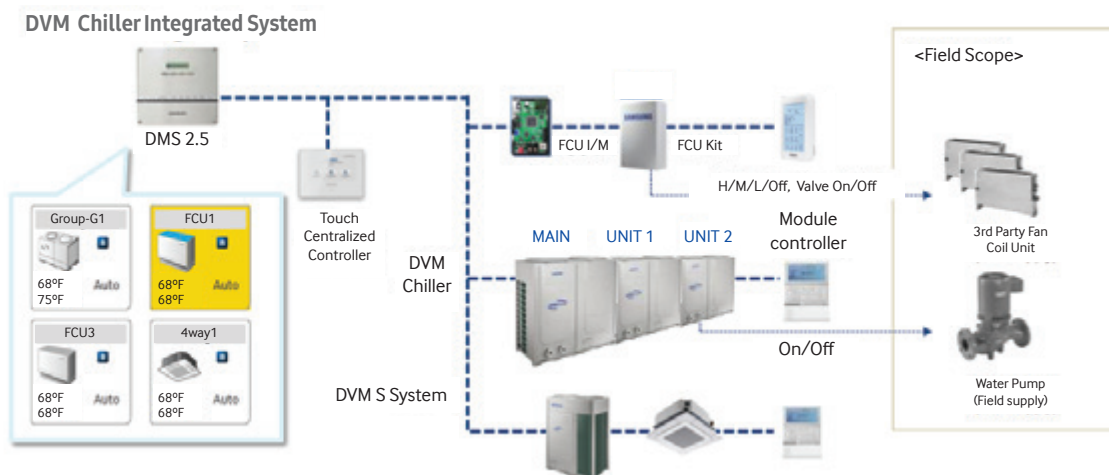 DVM Chiller Integrated System
<Field Scope>
DMS 2.5
FCU I/M
SAMSUNG
FCU Kit
H/M/L/Off, Valve On/Off
Touch
Centralized
Controller
3rd Party Fan
Coil Unit
Group-G1
68ºF
75ºF
Auto
FCU1
68ºF
68ºF
Auto
FCU3
68ºF
68ºF
Auto
4way1
68ºF
68ºF
Auto
DVM
Chiller
MAIN
UNIT 1
UNIT 2
Module
controller
On/Off
Water Pump
(Field supply)
DVM S System